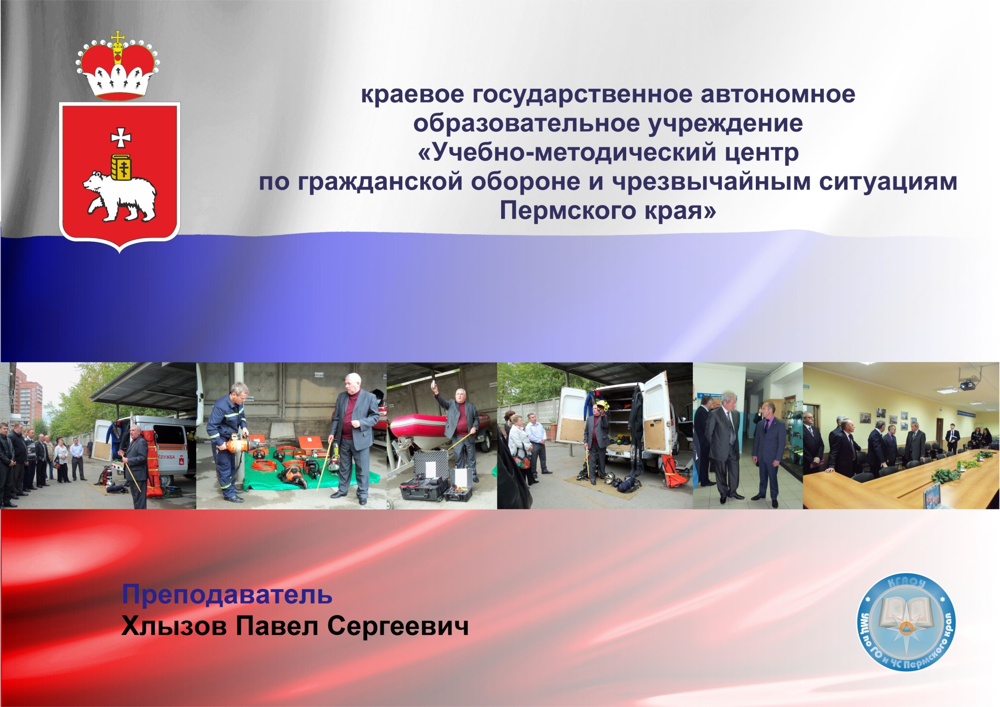 краевое государственное автономное
образовательное учреждение
«Учебно-методический центр
по гражданской обороне и чрезвычайным ситуациям
Пермского края»
СЛУЖБА
Преподаватель
Хлызов Павел Сергеевич
КГАОУ
УМЦ по ГО и ЧС Пермского края